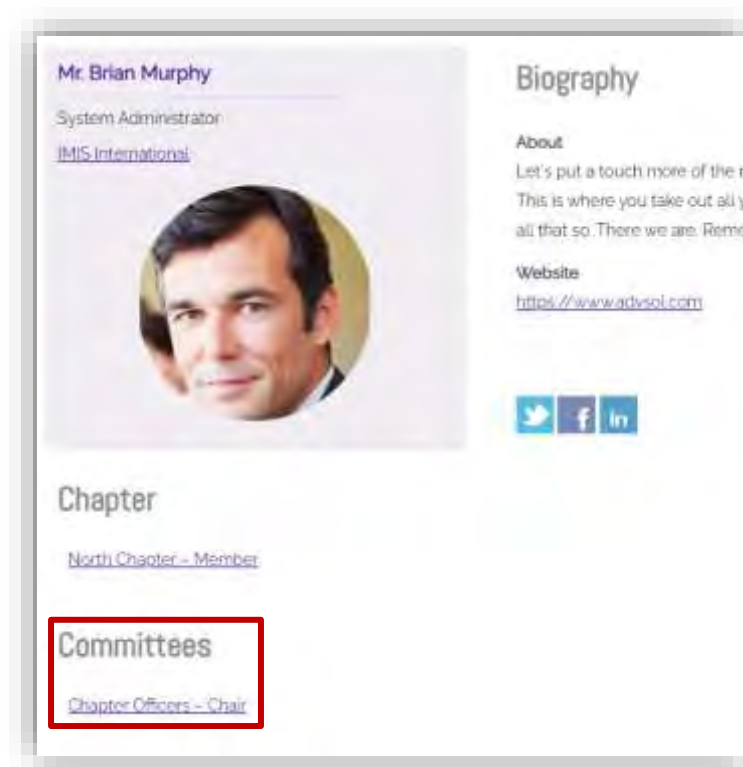 Mr. Brian Murphy
System Administrator
IMIS International
Biography
About
Let's put a touch more of the
This is where you take out all
all that so. There we are.
Website
https://www.advsol.com
in
Chapter
North Chapter - Member
Committees
Chapter Officers - Chair